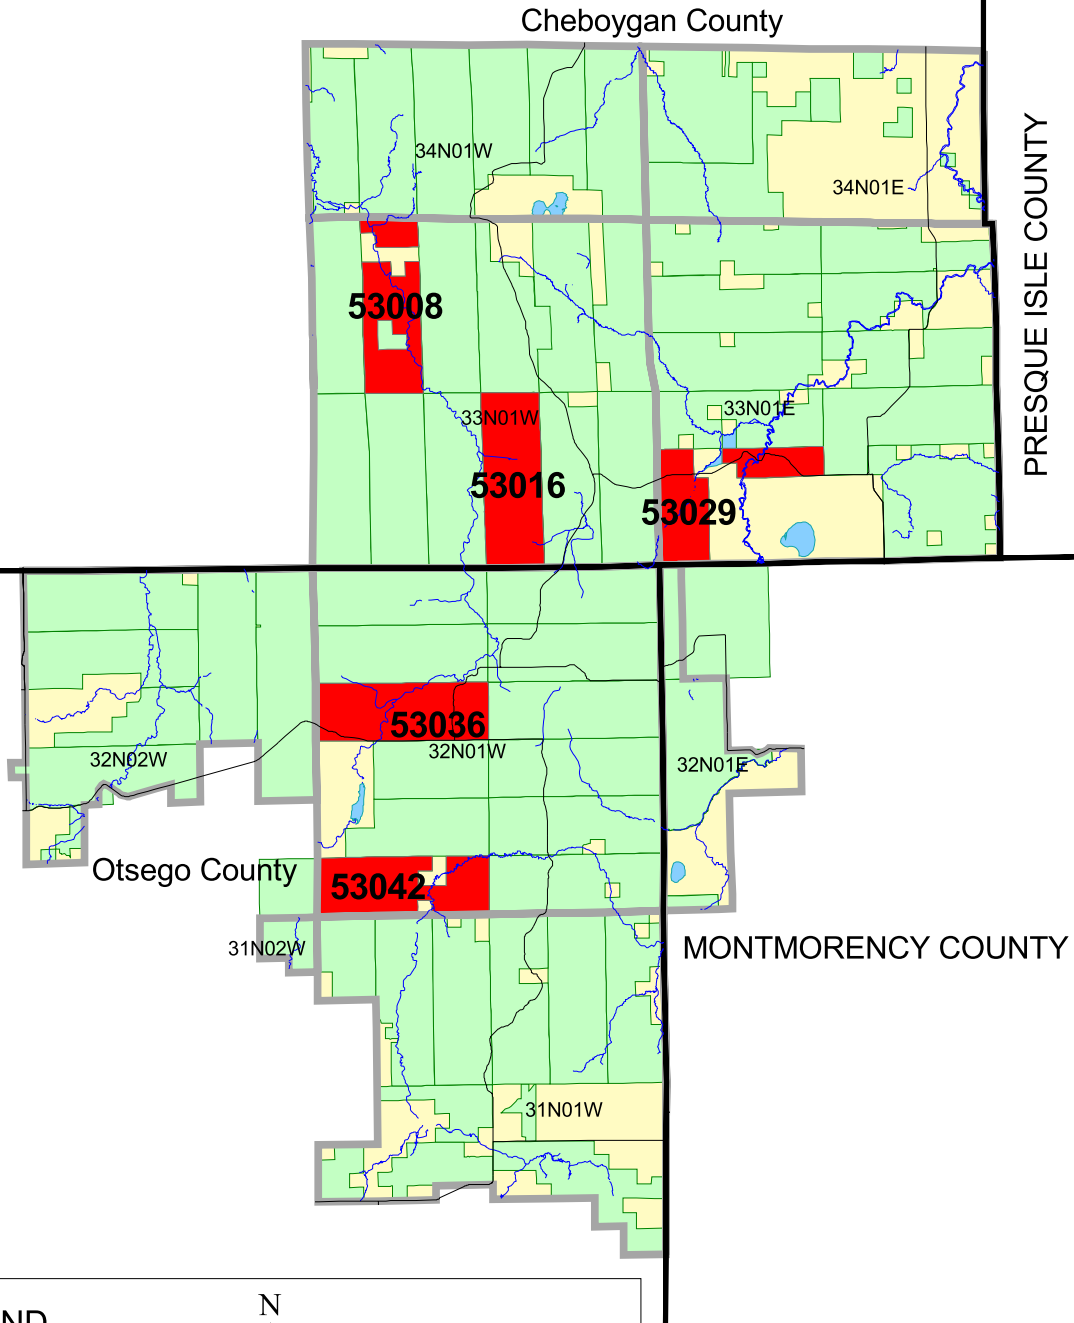 Cheboygan County
PRESQUE ISLE COUNTY
34N01W
34N01E
53008
33N01W
33N01E
53016
53029
53036
32N01W
32N02W
32N01E
Otsego County
53042
31N02W
MONTMORENCY COUNTY
31N01W
N
ND